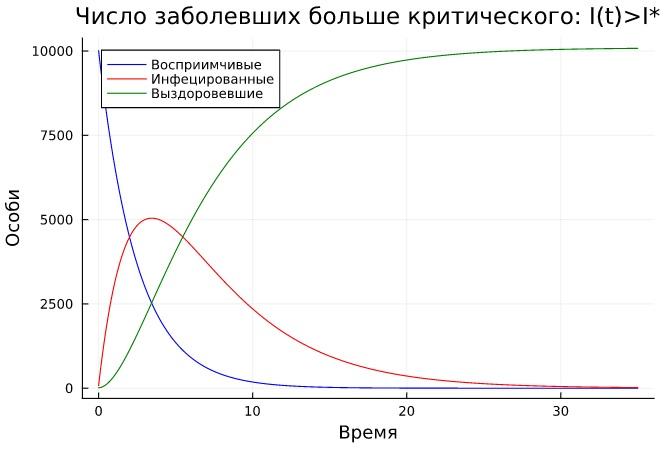 Число заболевших больше критического: I(t)>I*
Восприимчивые
Инфецированные
Выздоровевшие
10000
7500
5000
2500
0
Особи
0 10 20 30
Время